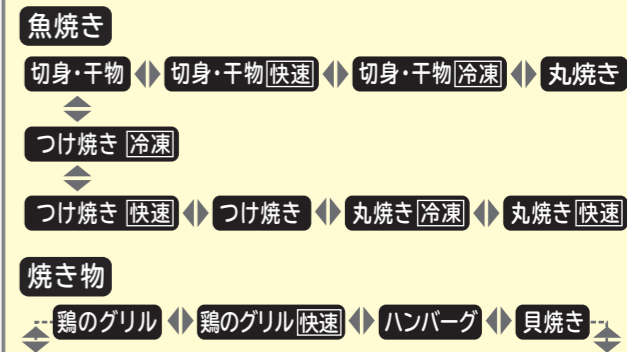 魚焼き
切身・干物 切身・干物 快速 切身・干物 冷凍 丸焼き
つけ焼き 冷凍
つけ焼き 快速 つけ焼き 丸焼き 冷凍 丸焼き 快速
焼き物
鶏のグリル 鶏のグリル 快速 ハンバーグ 貝焼き